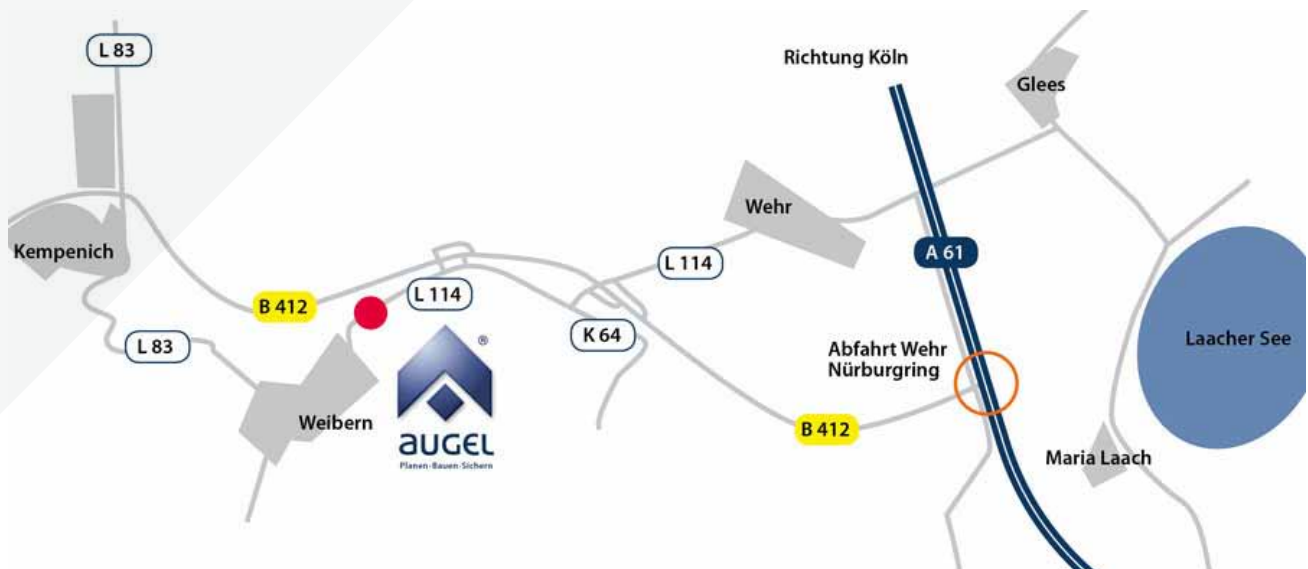 L 83
Richtung Köln
Glees
Wehr
Kempenich
A 61
L 114
L 114
B 412
K 64
L 83
Laacher See
Abfahrt Wehr
Nürburgring
®
Weibern
B 412
AUGEL
Planen·Bauen·Sichern
Maria Laach